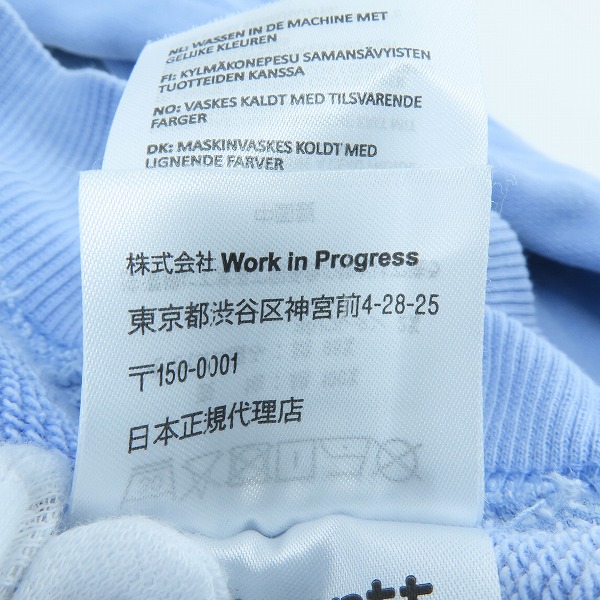 NL: WASSEN IN DE MACHINE MET
GELIJKE KLEUREN
FI: KYLMÄKONEPESU SAMANSÄVYISTEN
TUOTTEIDEN KANSSA
NO: VASKES KALDT MED TILSVARENDE
FARGER
DK: MASKINVASKES KOLDT MED
LIGNENDE FARVER
株式会社 Work in Progress
東京都渋谷区神宮前4-28-25
〒150-0001
日本正規代理店